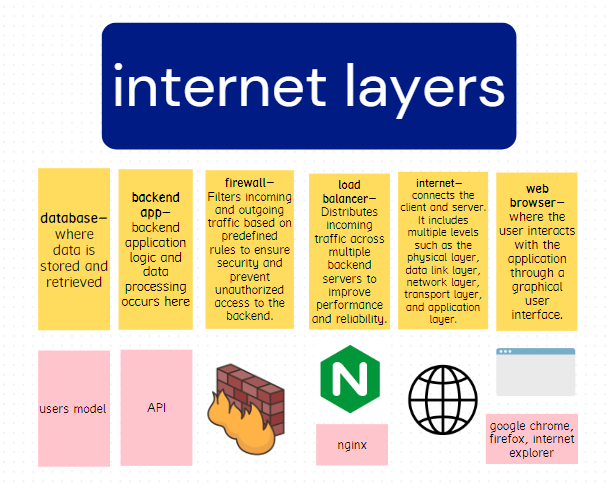 internet layers
database—
where
data is
stored and
retrieved
backend
app—
backend
application
logic and
data
processing
occurs here
firewall—
Filters incoming
and outgoing
traffic based on
predefined
rules to ensure
security and
prevent
unauthorized
access to the
backend.
load
balancer—
Distributes
incoming
traffic across
multiple
backend
servers to
improve
performance
and reliability.
internet—
connects the
client and server.
It includes
multiple levels
such as the
physical layer,
data link layer,
network layer,
transport layer,
and application
layer.
web
browser—
where the
user interacts
with the
application
through a
graphical
user
interface.
users model
API
N
nginx
google chrome,
firefox, internet
explorer